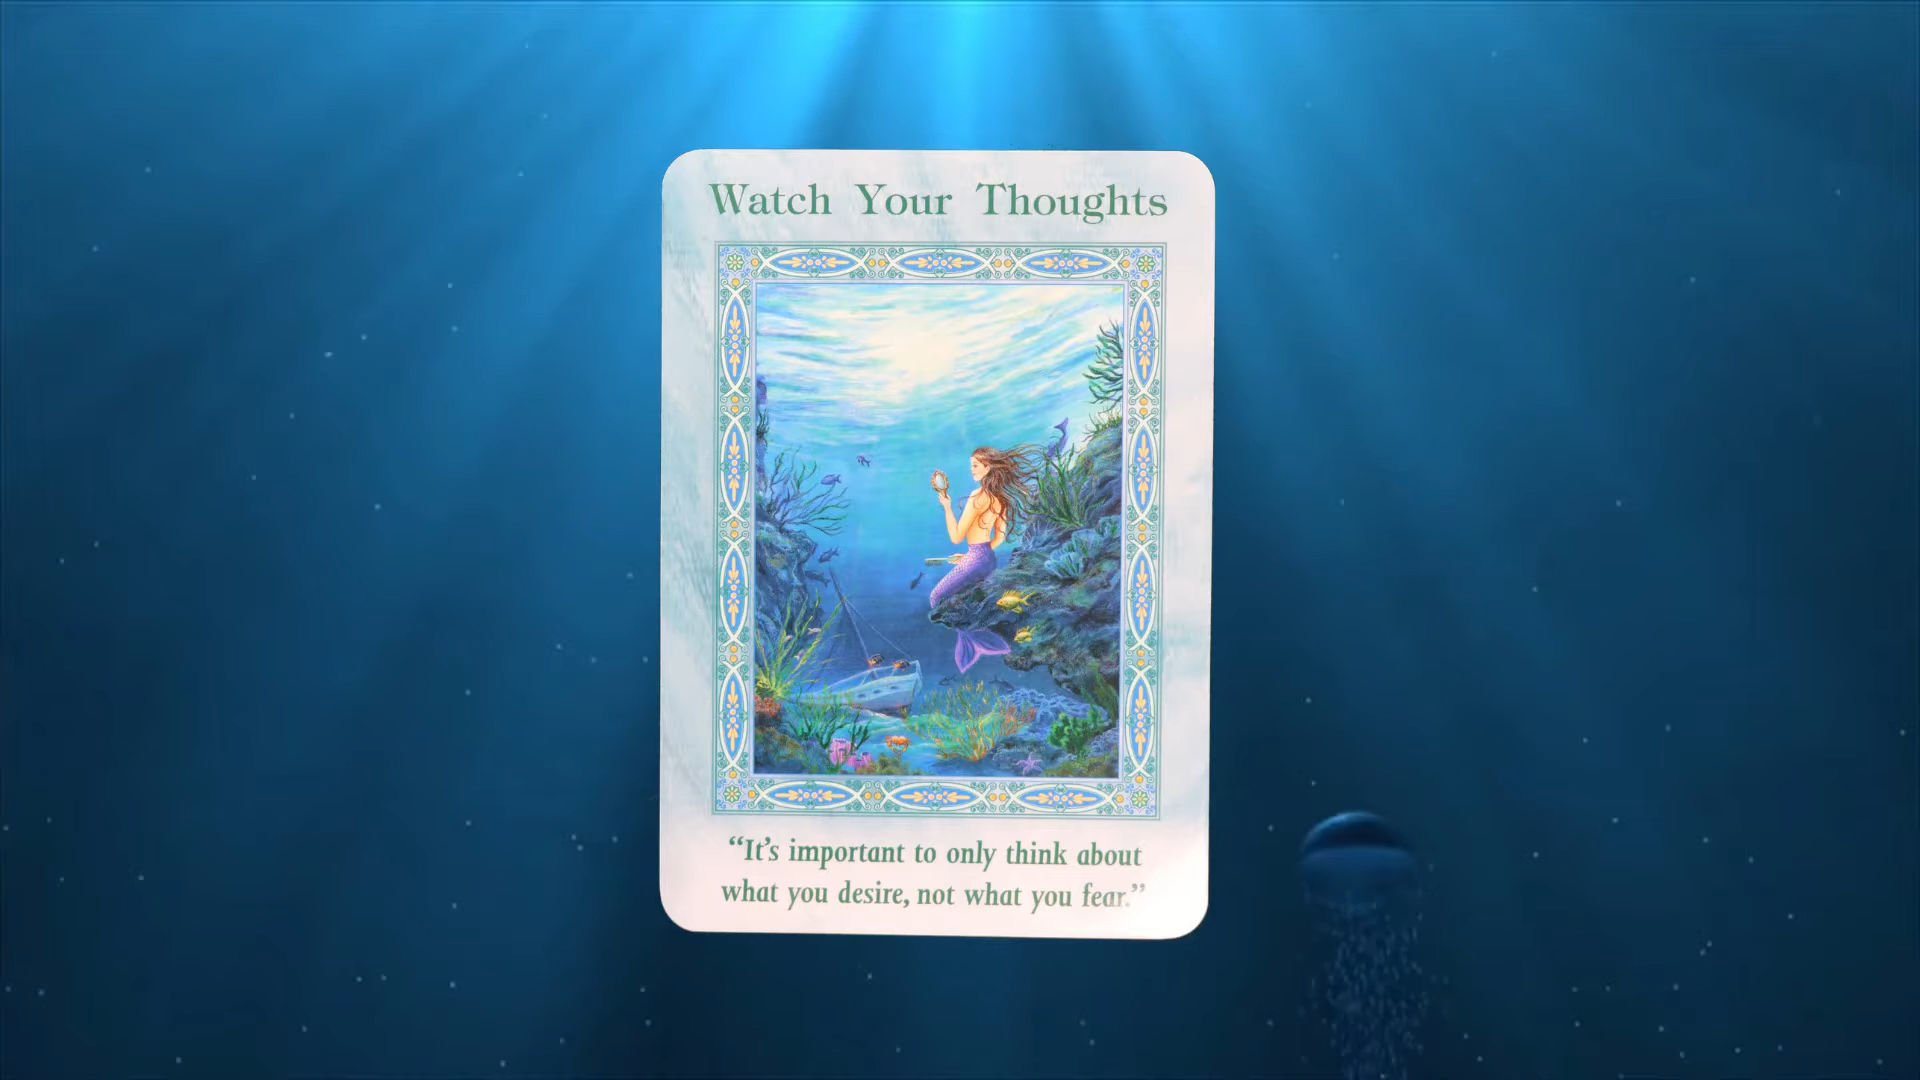 Watch Your Thoughts
“It’s important to only think about
what you desire, not what you fear.”